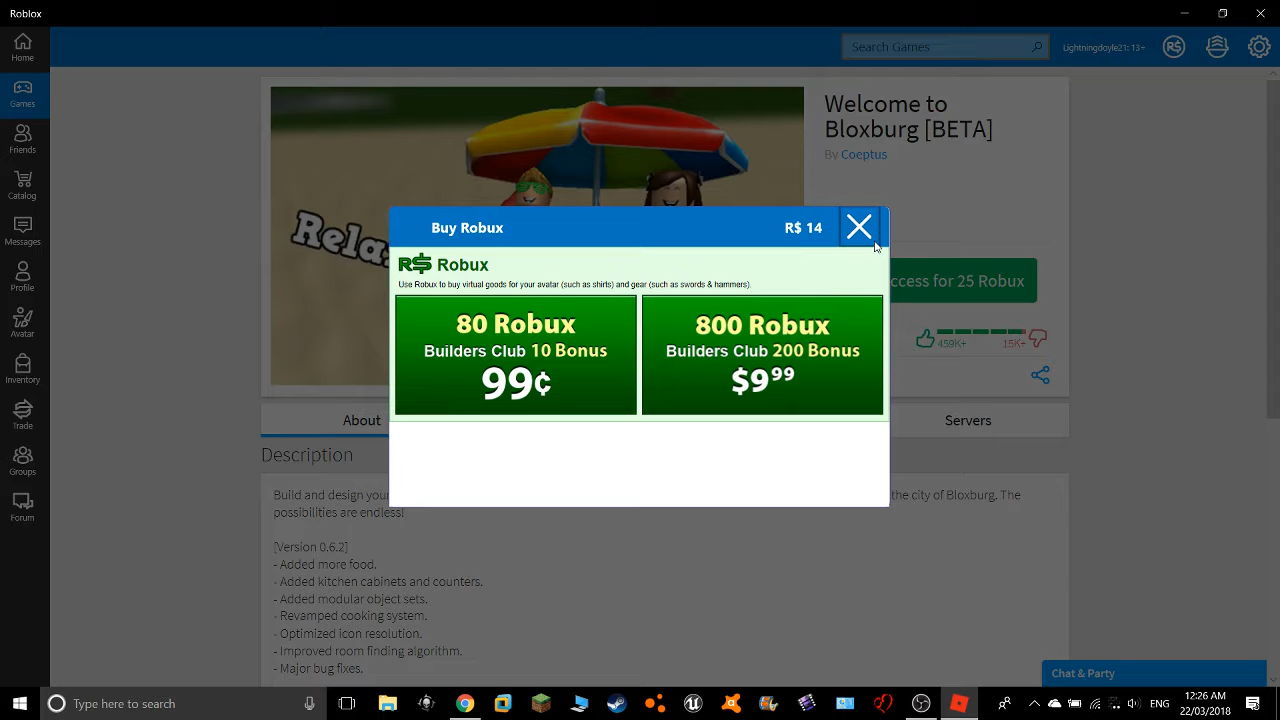 Roblox
Home
Games
Friends
Catalog
Messages
Profile
Avatar
Inventory
Trade
Groups
Forum
Search Games
Lightningdoyle21: 13+
R$
Welcome to
Bloxburg [BETA]
By Coeptus
Rela
Buy Robux
R$ 14
R$ Robux
Use Robux to buy virtual goods for your avatar (such as shirts) and gear (such as swords & hammers).
80 Robux
Builders Club 10 Bonus
99¢
800 Robux
Builders Club 200 Bonus
$9.99
ccess for 25 Robux
459K+
15K+
About
Servers
Description
Build and design your
the city of Bloxburg. The
possibilities are endless!
[Version 0.6.2]
- Added more food.
- Added kitchen cabinets and counters.
- Added modular object sets.
- Revamped cooking system.
- Optimized icon resolution.
- Improved room finding algorithm.
- Major bug fixes.
Chat & Party
Type here to search
ENG
12:26 AM
22/03/2018